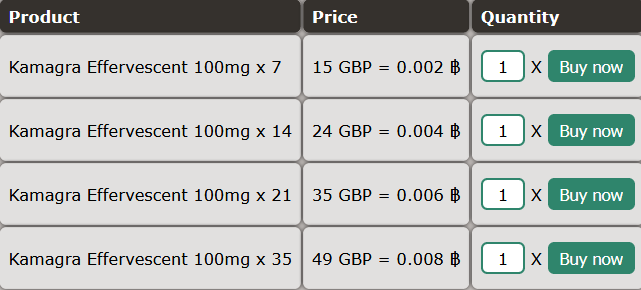 Product Price Quantity
Kamagra Effervescent 100mg x 7 15 GBP = 0.002 ฿ 1 X Buy now
Kamagra Effervescent 100mg x 14 24 GBP = 0.004 ฿ 1 X Buy now
Kamagra Effervescent 100mg x 21 35 GBP = 0.006 ฿ 1 X Buy now
Kamagra Effervescent 100mg x 35 49 GBP = 0.008 ฿ 1 X Buy now